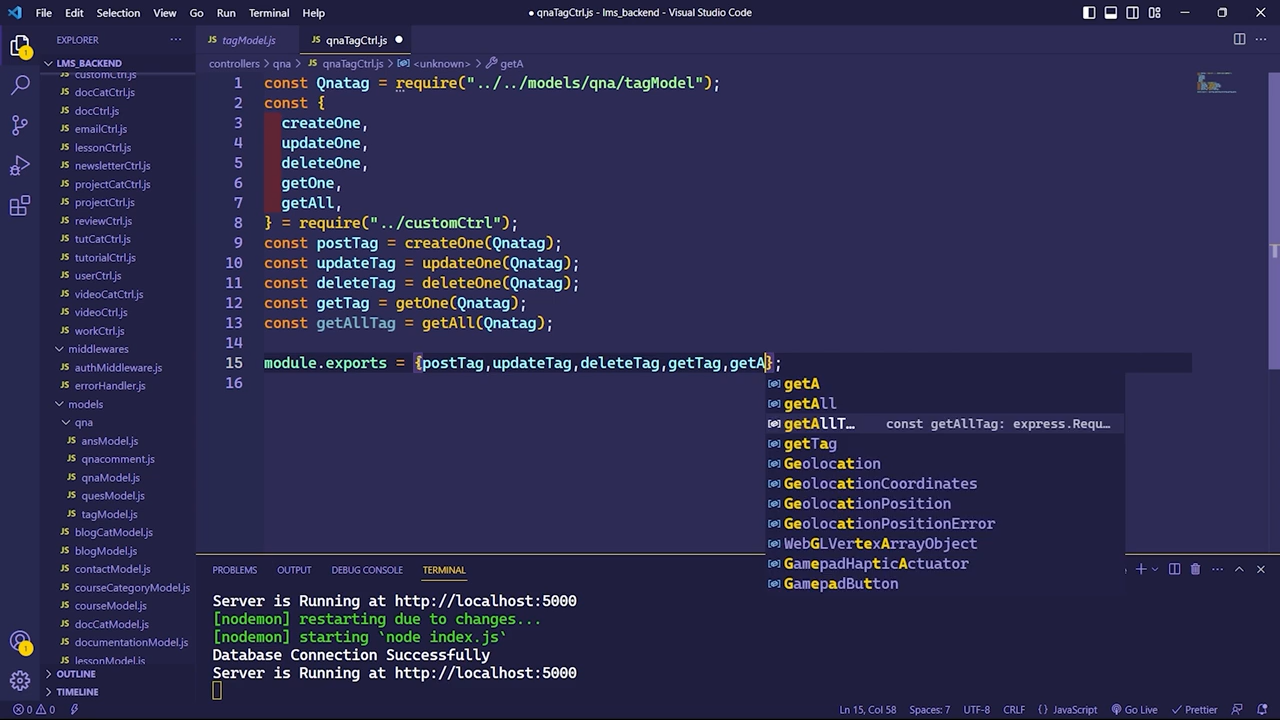 File Edit Selection View Go Run Terminal Help
● qnaTagCtrl.js - lms_backend - Visual Studio Code
EXPLORER
LMS_BACKEND
customCtrl.js
docCatCtrl.js
docCtrl.js
emailCtrl.js
lessonCtrl.js
newsletterCtrl.js
projectCatCtrl.js
projectCtrl.js
reviewCtrl.js
tutCatCtrl.js
tutorialCtrl.js
userCtrl.js
videoCatCtrl.js
videoCtrl.js
workCtrl.js
middlewares
authMiddleware.js
errorHandler.js
models
qna
ansModel.js
qnacomment.js
qnaModel.js
quesModel.js
tagModel.js
blogCatModel.js
blogModel.js
contactModel.js
courseCategoryModel.js
courseModel.js
docCatModel.js
documentationModel.js
lessonModel.js
OUTLINE
TIMELINE
tagModel.js
qnaTagCtrl.js
controllers > qna > JS qnaTagCtrl.js > <unknown> > getA
1 const Qnatag = require("../../models/qna/tagModel");
2 const {
3 createOne,
4 updateOne,
5 deleteOne,
6 getOne,
7 getAll,
8 } = require("../customCtrl");
9 const postTag = createOne(Qnatag);
10 const updateTag = updateOne(Qnatag);
11 const deleteTag = deleteOne(Qnatag);
12 const getTag = getOne(Qnatag);
13 const getAllTag = getAll(Qnatag);
14
15 module.exports = {postTag,updateTag,deleteTag,getTag,getA};
16
getA
getAll
getAllT… const getAllTag: express.Requ…
getTag
Geolocation
GeolocationCoordinates
GeolocationPosition
GeolocationPositionError
WebGLVertexArrayObject
GamepadHapticActuator
GamepadButton
PROBLEMS OUTPUT DEBUG CONSOLE TERMINAL
Server is Running at http://localhost:5000
[nodemon] restarting due to changes...
[nodemon] starting `node index.js`
Database Connection Successfully
Server is Running at http://localhost:5000
0 0 Ln 15, Col 58 Spaces: 7 UTF-8 CRLF {} JavaScript Go Live Prettier